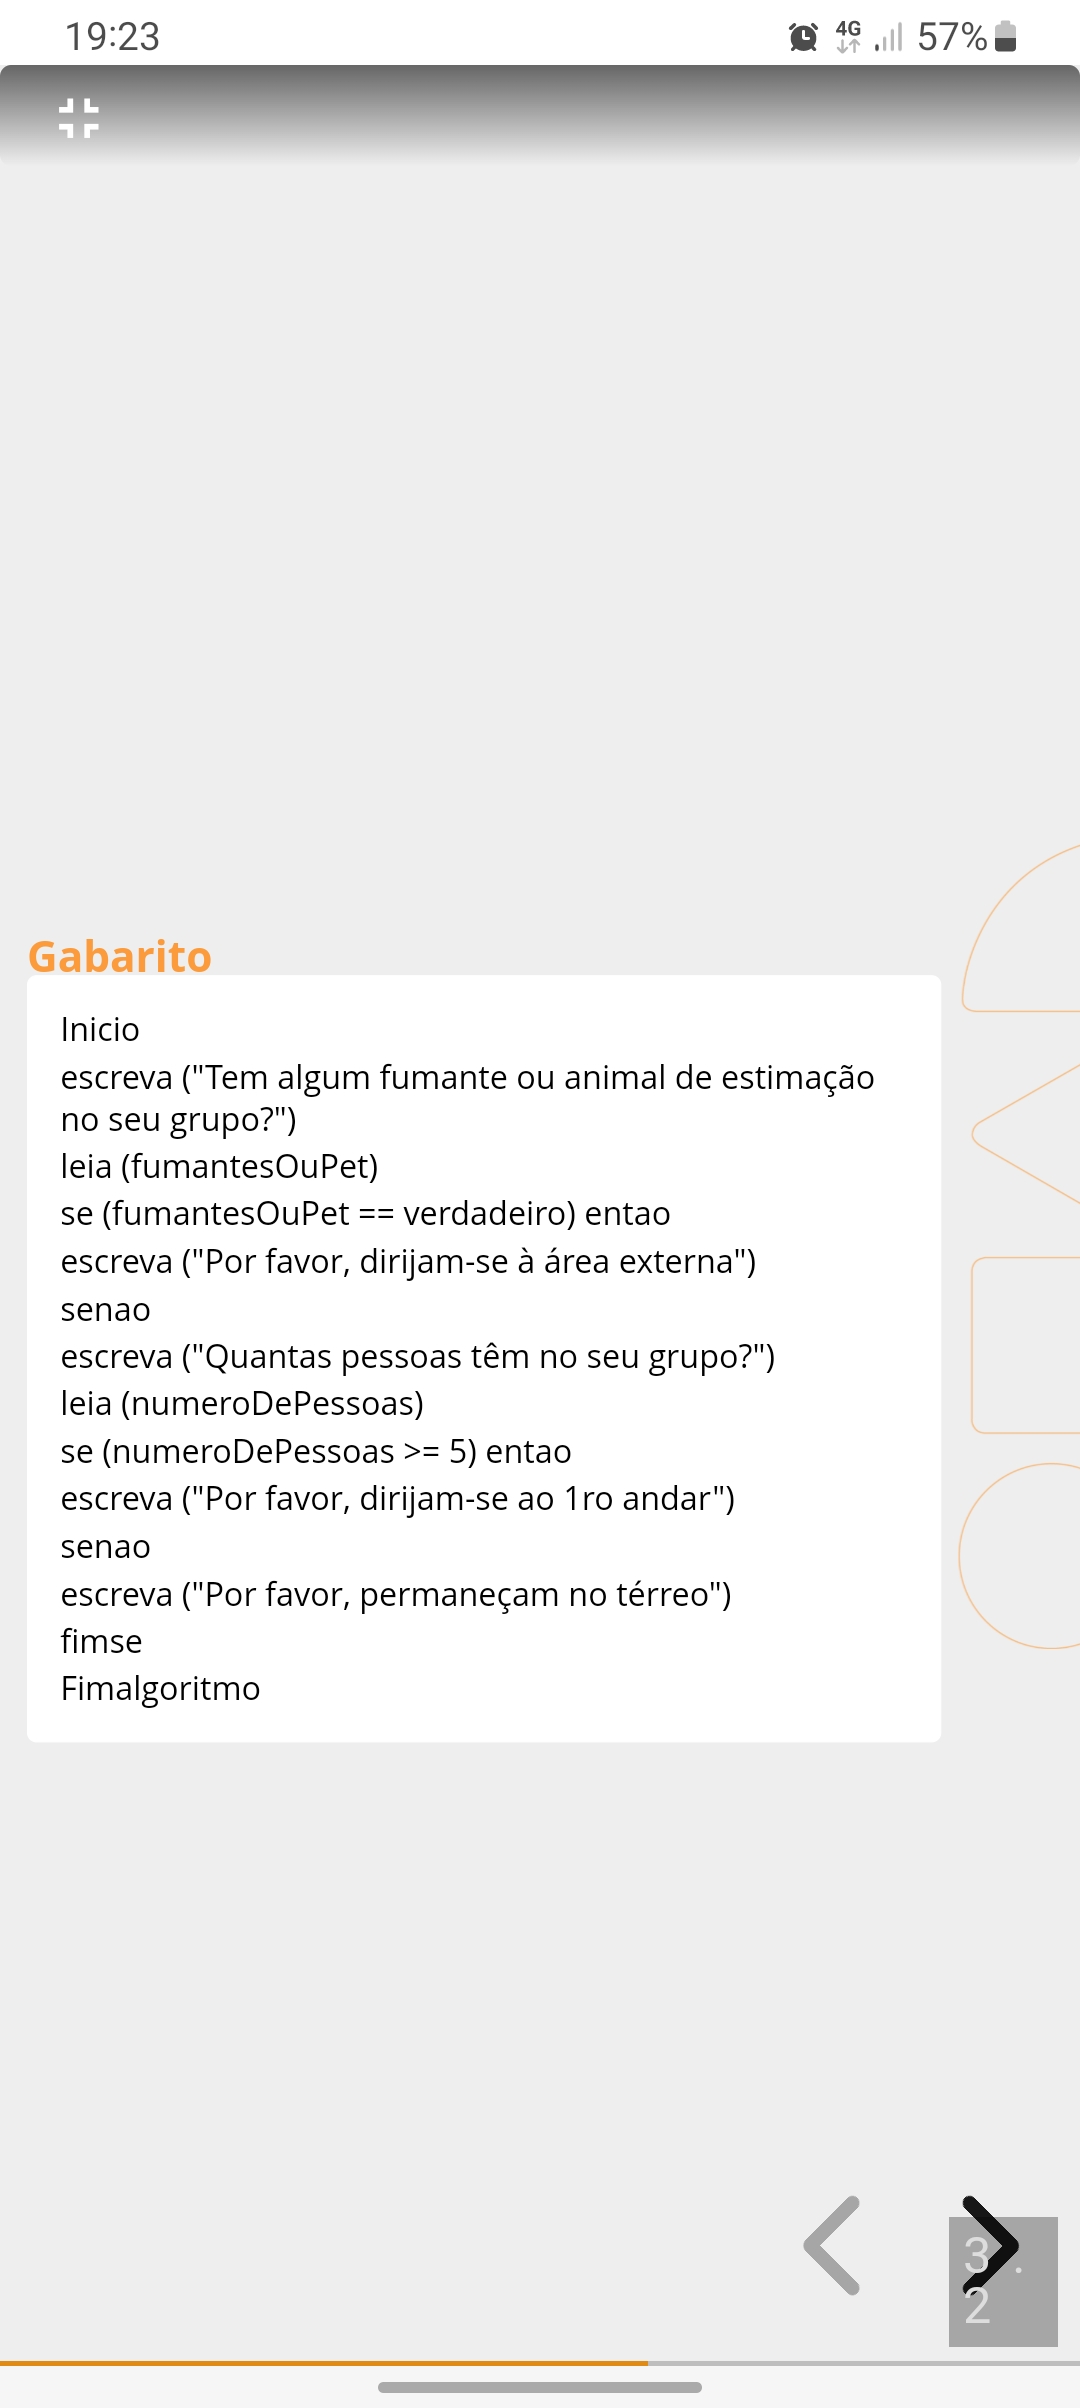 19:23
4G
57%
Gabarito
Inicio
escreva ("Tem algum fumante ou animal de estimação
no seu grupo?")
leia (fumantesOuPet)
se (fumantesOuPet == verdadeiro) entao
escreva ("Por favor, dirijam-se à área externa")
senao
escreva ("Quantas pessoas têm no seu grupo?")
leia (numeroDePessoas)
se (numeroDePessoas >= 5) entao
escreva ("Por favor, dirijam-se ao 1ro andar")
senao
escreva ("Por favor, permaneçam no térreo")
fimse
Fimalgoritmo
3 .
2